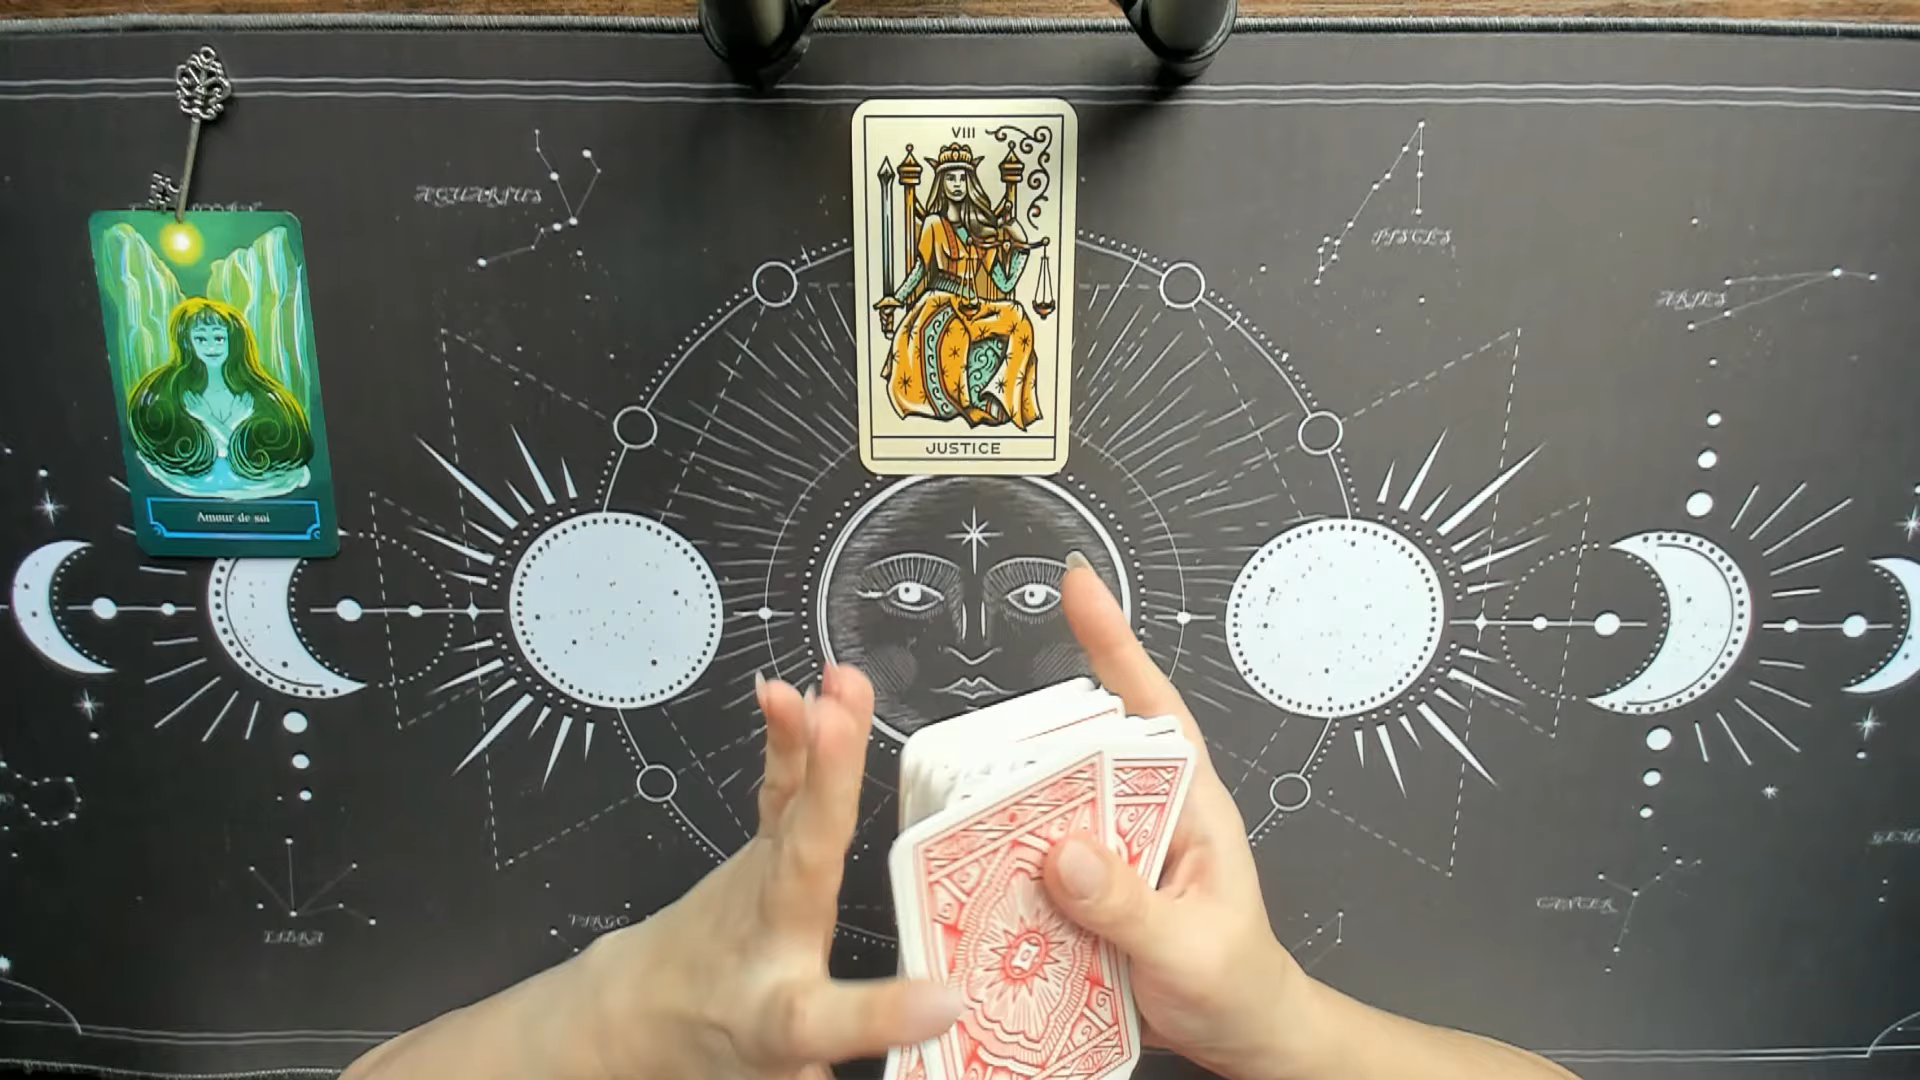 VIII
AQUARIUS
PISCES
ARIES
JUSTICE
Amour de soi
VIRGO
CANCER
LIBRA